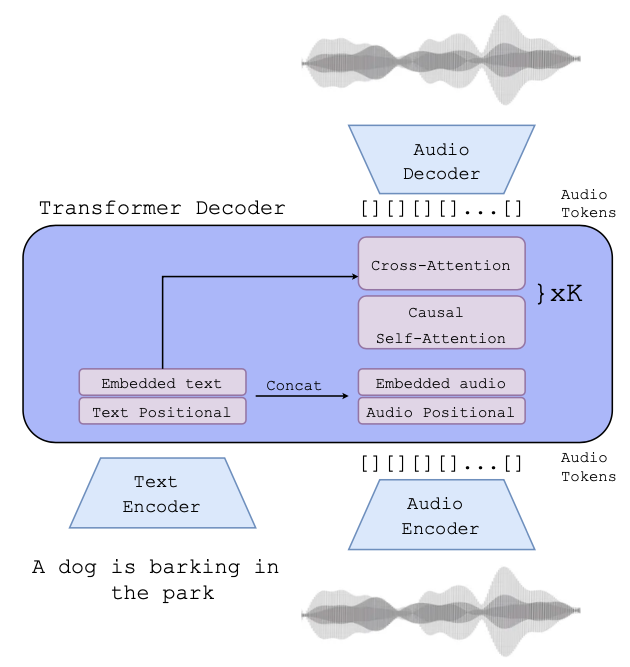 Audio
Decoder
Transformer Decoder
[][][][]...[]
Audio
Tokens
Cross-Attention
}xK
Causal
Self-Attention
Embedded text
Concat
Embedded audio
Text Positional
Audio Positional
[][][][]...[]
Audio
Tokens
Text
Encoder
Audio
Encoder
A dog is barking in
the park